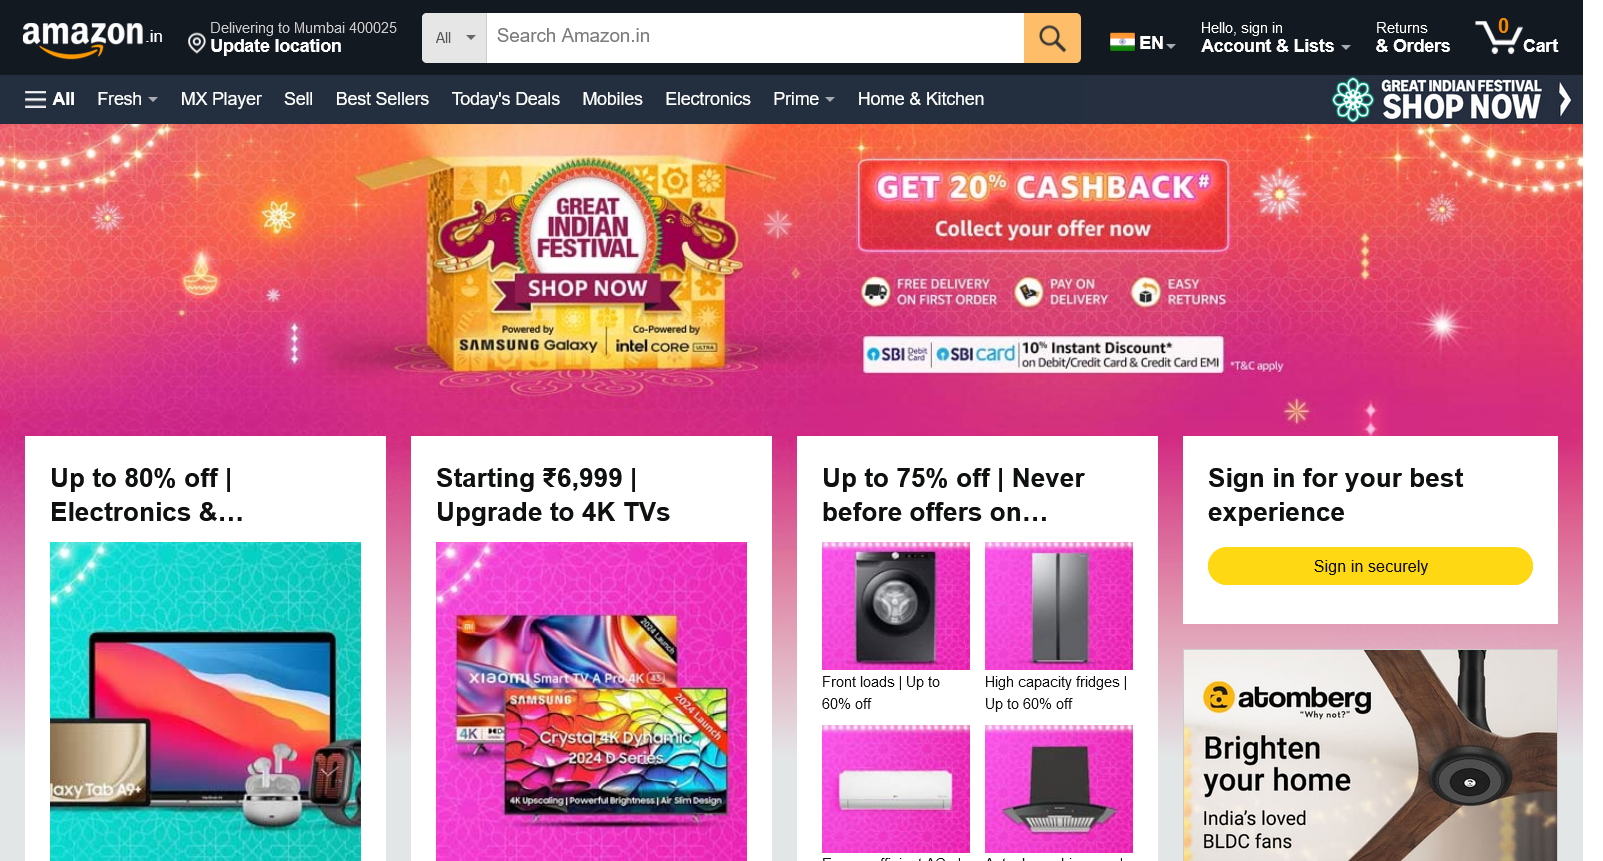 amazon.in
Delivering to Mumbai 400025
Update location
All
Search Amazon.in
EN
Hello, sign in
Account & Lists
Returns
& Orders
0
Cart
All
Fresh
MX Player
Sell
Best Sellers
Today's Deals
Mobiles
Electronics
Prime
Home & Kitchen
GREAT INDIAN FESTIVAL
SHOP NOW
GREAT
INDIAN
FESTIVAL
SHOP NOW
Powered by
SAMSUNG Galaxy
Co-Powered by
intel core ULTRA
GET 20% CASHBACK#
Collect your offer now
FREE DELIVERY
ON FIRST ORDER
PAY ON
DELIVERY
EASY
RETURNS
SBI Debit Card
SBI card
10% Instant Discount*
on Debit/Credit Card & Credit Card EMI
*T&C apply
Up to 80% off |
Electronics &...
laxy Tab A9+
Starting ₹6,999 |
Upgrade to 4K TVs
mi
2024 Launch
Xiaomi Smart TV A Pro 4K 43
4K
SAMSUNG
2024 Launch
Crystal 4K Dynamic
2024 D Series
4K Upscaling | Powerful Brightness | Air Slim Design
Up to 75% off | Never
before offers on...
Front loads | Up to
60% off
High capacity fridges |
Up to 60% off
Sign in for your best
experience
Sign in securely
atomberg
"Why not?"
Brighten
your home
India's loved
BLDC fans